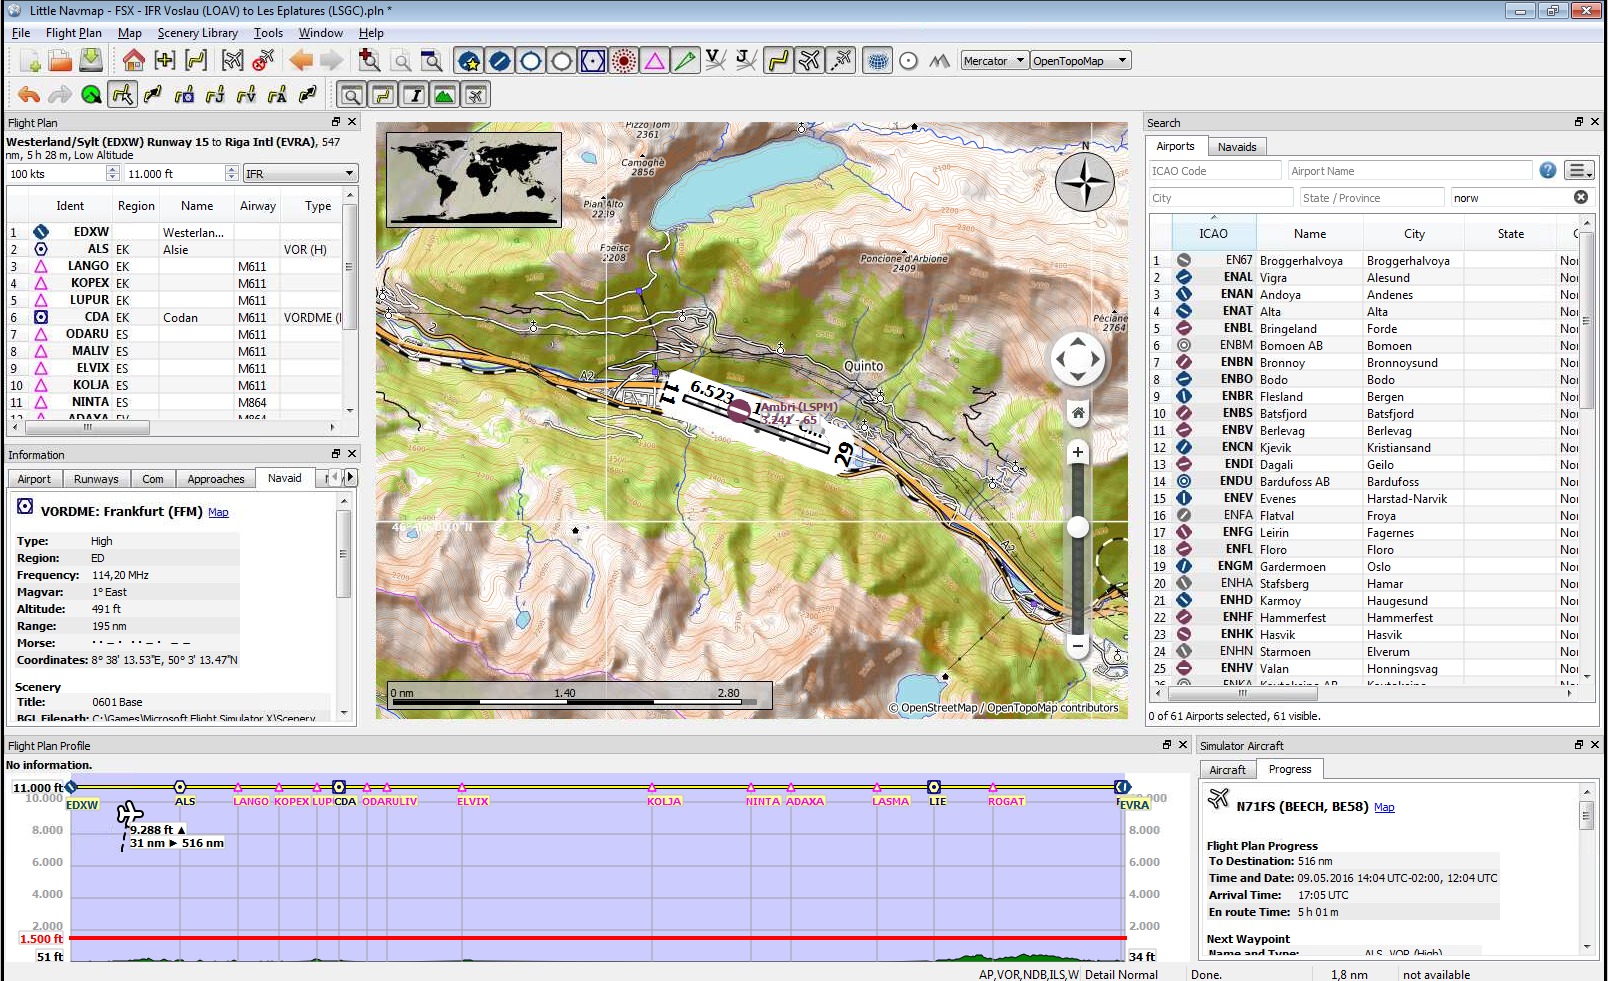 Little Navmap - FSX - IFR Voslau (LOAV) to Les Eplatures (LSGC).pln *
File Flight Plan Map Scenery Library Tools Window Help
Mercator OpenTopoMap
Flight Plan
Westerland/Sylt (EDXW) Runway 15 to Riga Intl (EVRA), 547
nm, 5 h 28 m, Low Altitude
100 kts 11.000 ft IFR
Ident Region Name Airway Type
1 EDXW Westerlan...
2 ALS EK Alsie VOR (H)
3 LANGO EK M611
4 KOPEX EK M611
5 LUPUR EK M611
6 CDA EK Codan M611 VORDME (
7 ODARU ES M611
8 MALIV ES M611
9 ELVIX ES M611
10 KOLJA ES M611
11 NINTA ES M864
12 ADAXA EV M864
Information
Airport Runways Com Approaches Navaid
VORDME: Frankfurt (FFM) Map
Type: High
Region: ED
Frequency: 114,20 MHz
Magvar: 1° East
Altitude: 491 ft
Range: 195 nm
Morse: ··-· ··-· --
Coordinates: 8° 38' 13.53"E, 50° 3' 13.47"N
Scenery
Title: 0601 Base
BGL Filepath: C:\Games\Microsoft Flight Simulator X\Scenery
Pizzo Tom
2361
Camoghè
2856
Pian Alto
2239
Föisc
2208
Poncione d'Arbione
2409
2764
N
Quinto
A2
11
6.523
29
Ambri (LSPM)
3.241 - 65
A2
0 nm 1.40 2.80
© OpenStreetMap / OpenTopoMap contributors
Search
Airports Navaids
ICAO Code Airport Name
City State / Province norw
ICAO Name City State
1 EN67 Broggerhalvoya Broggerhalvoya Nor
2 ENAL Vigra Alesund Nor
3 ENAN Andoya Andenes Nor
4 ENAT Alta Alta Nor
5 ENBL Bringeland Forde Nor
6 ENBM Bomoen AB Bomoen Nor
7 ENBN Bronnoy Bronnoysund Nor
8 ENBO Bodo Bodo Nor
9 ENBR Flesland Bergen Nor
10 ENBS Batsfjord Batsfjord Nor
11 ENBV Berlevag Berlevag Nor
12 ENCN Kjevik Kristiansand Nor
13 ENDI Dagali Geilo Nor
14 ENDU Bardufoss AB Bardufoss Nor
15 ENEV Evenes Harstad-Narvik Nor
16 ENFA Flatval Froya Nor
17 ENFG Leirin Fagernes Nor
18 ENFL Floro Floro Nor
19 ENGM Gardermoen Oslo Nor
20 ENHA Stafsberg Hamar Nor
21 ENHD Karmoy Haugesund Nor
22 ENHF Hammerfest Hammerfest Nor
23 ENHK Hasvik Hasvik Nor
24 ENHN Starmoen Elverum Nor
25 ENHV Valan Honningsvag Nor
26 ENKA Kautokeino AB Kautokeino Nor
0 of 61 Airports selected, 61 visible.
Flight Plan Profile
No information.
11.000 ft
10.000
8.000 8.000
6.000 6.000
4.000 4.000
2.000 2.000
1.500 ft
51 ft 34 ft
EDXW ALS LANGO KOPEX LUP CDA ODARU LIV ELVIX KOLJA NINTA ADAXA LASMA LIE ROGAT EVRA
9.288 ft ▲
31 nm ► 516 nm
Simulator Aircraft
Aircraft Progress
N71FS (BEECH, BE58) Map
Flight Plan Progress
To Destination: 516 nm
Time and Date: 09.05.2016 14:04 UTC-02:00, 12:04 UTC
Arrival Time: 17:05 UTC
En route Time: 5 h 01 m
Next Waypoint
Name and Type: ALS, VOR (High)
AP,VOR,NDB,ILS,W Detail Normal Done. 1,8 nm not available